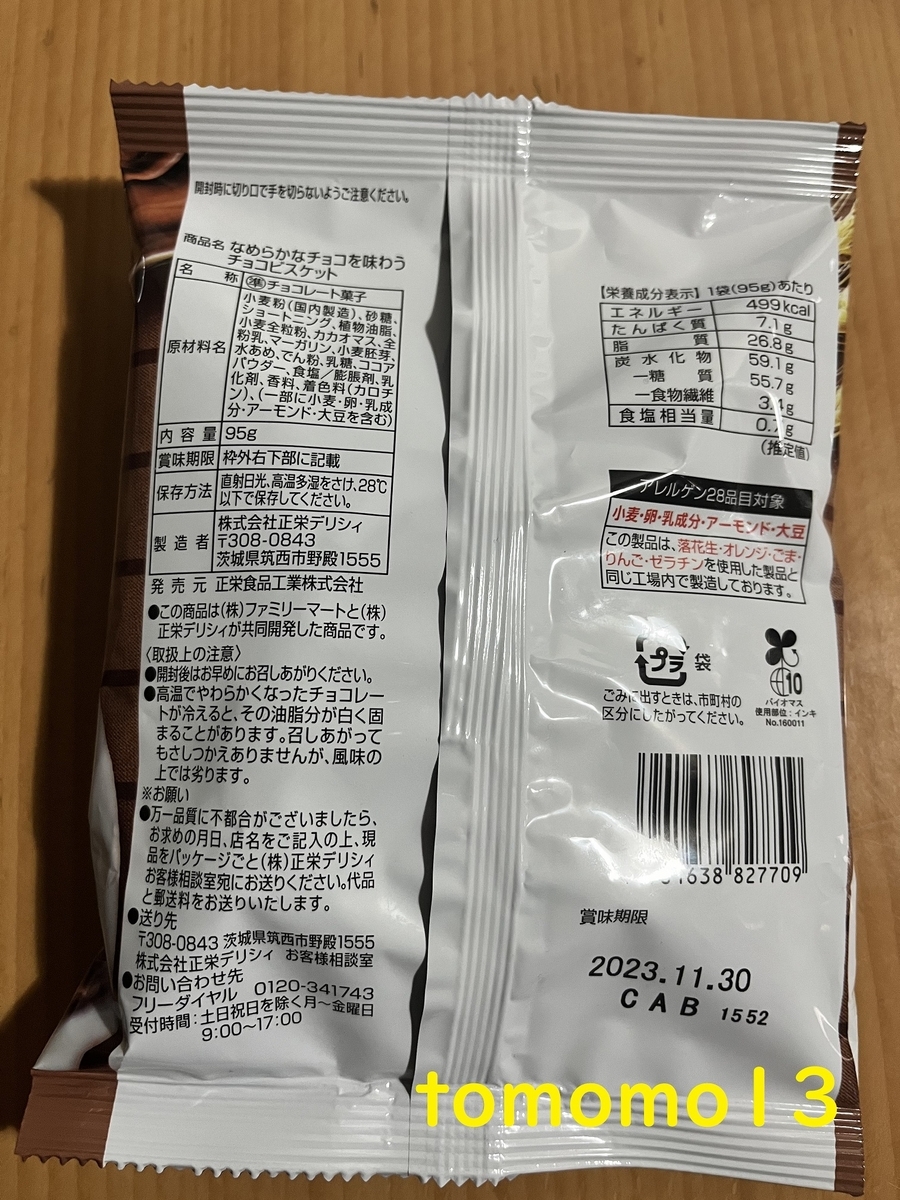 開封時に切り口で手を切らないようご注意ください。
商品名 なめらかなチョコを味わう
チョコビスケット
名称 ㊢チョコレート菓子
原材料名
小麦粉(国内製造)、砂糖、
ショートニング、植物油脂、
小麦全粒粉、カカオマス、全
粉乳、マーガリン、小麦胚芽、
水あめ、でん粉、乳糖、ココア
パウダー、食塩/膨脹剤、乳
化剤、香料、着色料(カロチ
ン)、(一部に小麦・卵・乳成
分・アーモンド・大豆を含む)
内容量 95g
賞味期限 枠外右下部に記載
保存方法
直射日光、高温多湿をさけ、28℃
以下で保存してください。
製造者
株式会社正栄デリシィ
〒308-0843
茨城県筑西市野殿1555
発売元 正栄食品工業株式会社
●この商品は(株)ファミリーマートと(株)
正栄デリシィが共同開発した商品です。
〈取扱上の注意〉
●開封後はお早めにお召しあがりください。
●高温でやわらかくなったチョコレー
トが冷えると、その油脂分が白く固
まることがあります。召しあがって
もさしつかえありませんが、風味の
上では劣ります。
※お願い
●万一品質に不都合がございましたら、
お求めの月日、店名をご記入の上、現
品をパッケージごと(株)正栄デリシィ
お客様相談室宛にお送りください。代品
と郵送料をお送りいたします。
●送り先
〒308-0843 茨城県筑西市野殿1555
株式会社正栄デリシィ お客様相談室
●お問い合わせ先
フリーダイヤル 0120-341743
受付時間:土日祝日を除く月～金曜日
9:00～17:00
【栄養成分表示】1袋(95g)あたり
エネルギー 499kcal
たんぱく質 7.1g
脂質 26.8g
炭水化物 59.1g
―糖質 55.7g
―食物繊維 3.4g
食塩相当量 0.7g
(推定値)
アレルゲン28品目対象
小麦・卵・乳成分・アーモンド・大豆
この製品は、落花生・オレンジ・ごま・
りんご・ゼラチンを使用した製品と
同じ工場内で製造しております。
プラ 袋
ごみに出すときは、市町村の
区分にしたがってください。
10
バイオマス
使用部位:インキ
No.160011
1638 827709
賞味期限
2023.11.30
CAB 1552
tomomo13